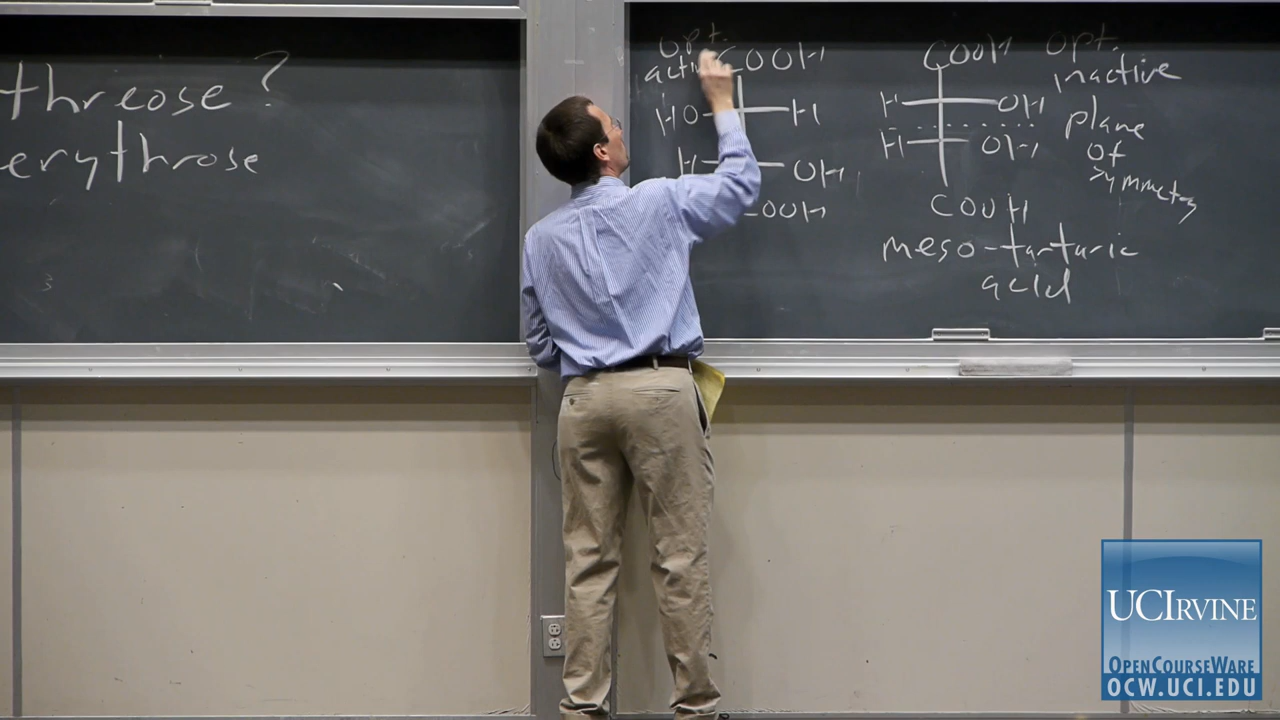 threose?
erythrose
opt.
active
COOH
HO H
H OH
COOH
COOH
H OH
H OH
COOH
meso-tartaric
acid
opt.
inactive
plane
of
symmetry
UCIRVINE
OPENCOURSEWARE
OCW.UCI.EDU